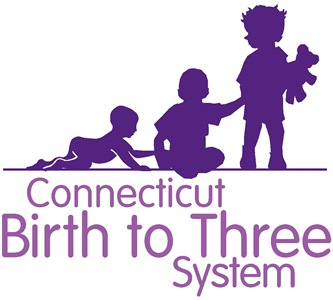 Connecticut
Birth to Three
System